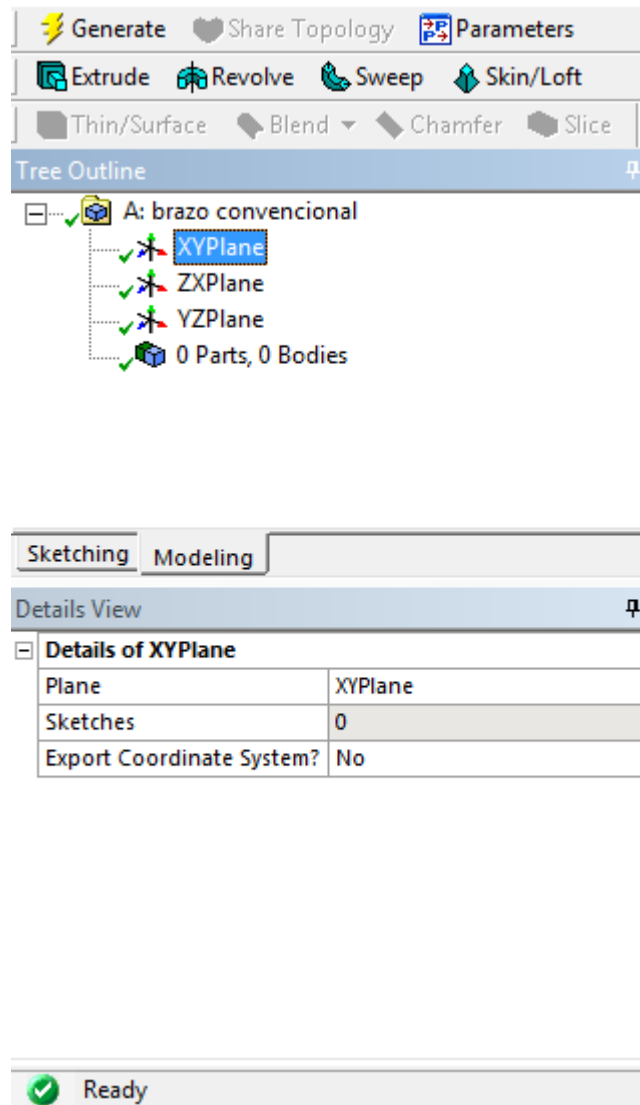 Generate Share Topology Parameters
Extrude Revolve Sweep Skin/Loft
Thin/Surface Blend Chamfer Slice
Tree Outline
A: brazo convencional
XYPlane
ZXPlane
YZPlane
0 Parts, 0 Bodies
Sketching Modeling
Details View
Details of XYPlane
Plane XYPlane
Sketches 0
Export Coordinate System? No
Ready